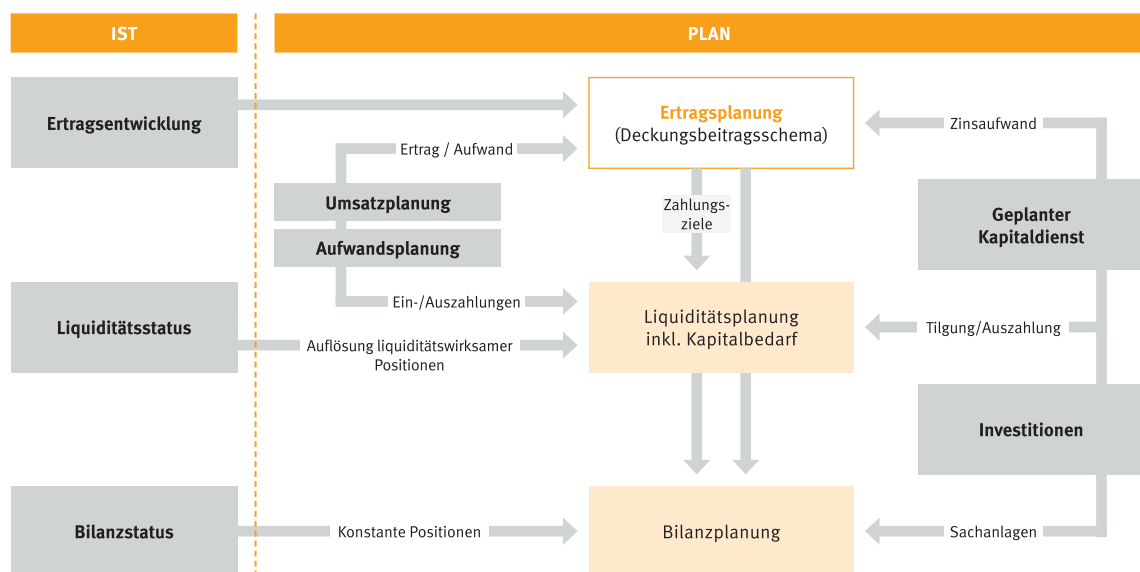 IST
PLAN
Ertragsentwicklung
Ertragsplanung
(Deckungsbeitragsschema)
Zinsaufwand
Ertrag / Aufwand
Umsatzplanung
Aufwandsplanung
Zahlungs-
ziele
Geplanter
Kapitaldienst
Liquiditätsstatus
Ein-/Auszahlungen
Auflösung liquiditätswirksamer
Positionen
Liquiditätsplanung
inkl. Kapitalbedarf
Tilgung/Auszahlung
Investitionen
Bilanzstatus
Konstante Positionen
Bilanzplanung
Sachanlagen